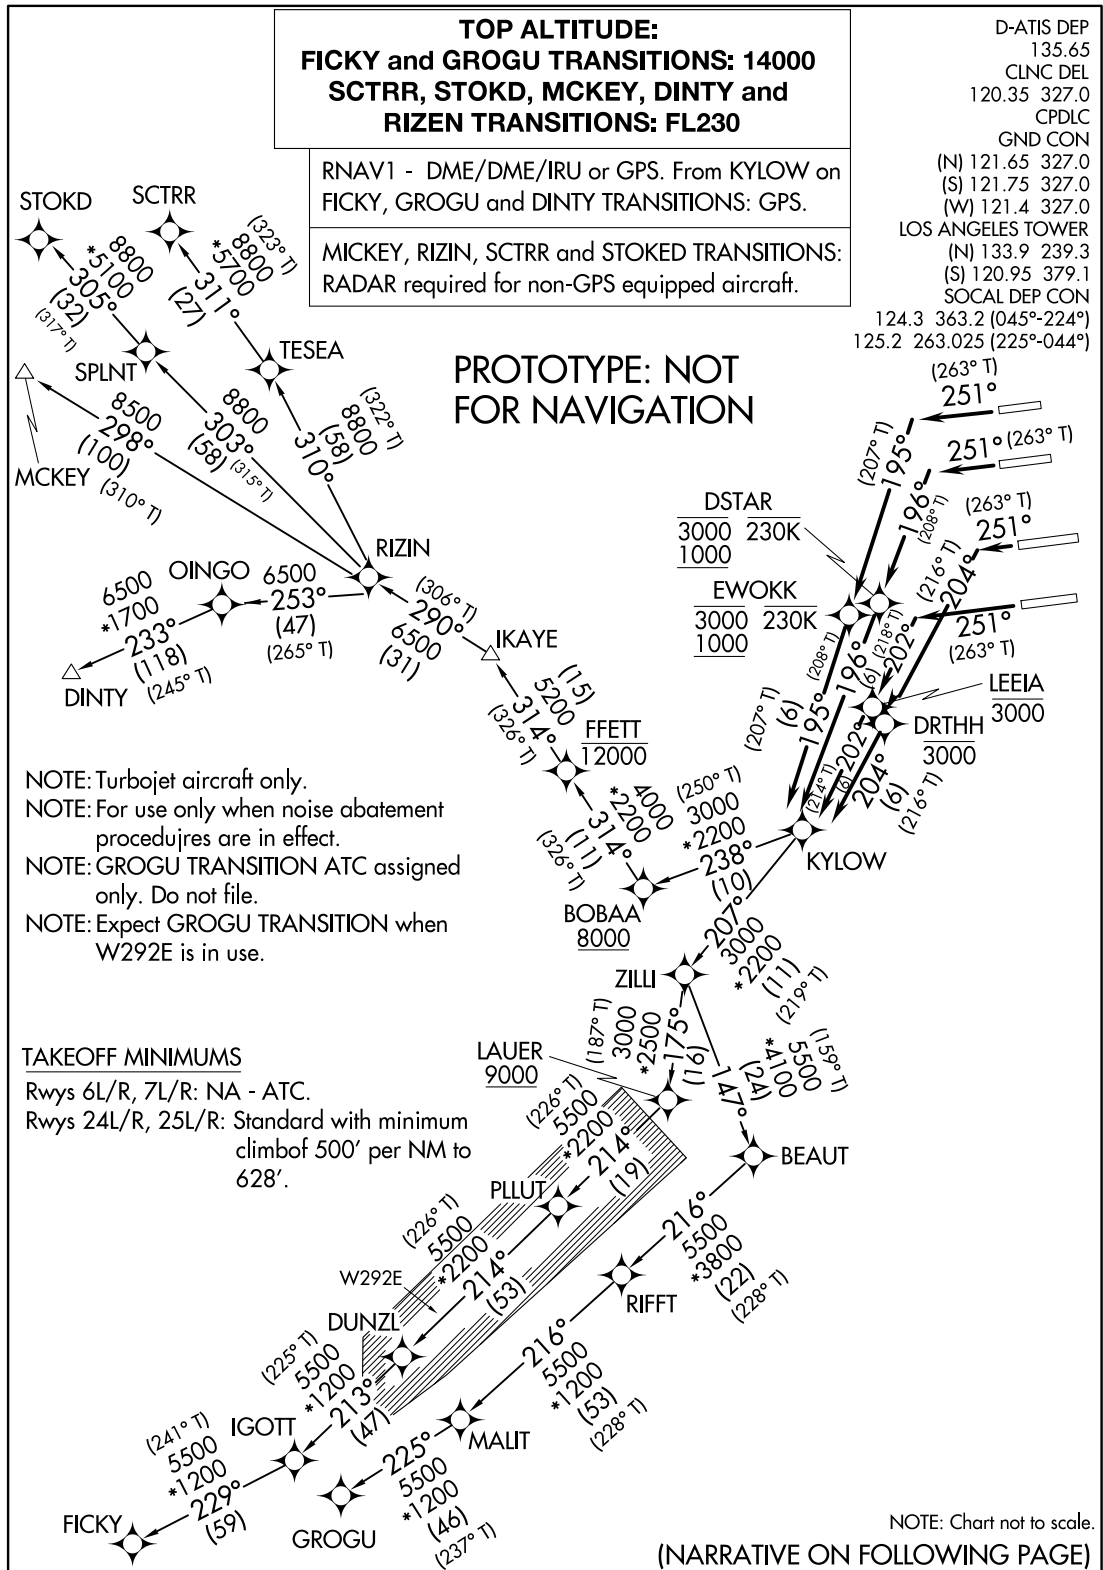 TOP ALTITUDE:
FICKY and GROGU TRANSITIONS: 14000
SCTRR, STOKD, MCKEY, DINTY and
RIZEN TRANSITIONS: FL230
RNAV1 - DME/DME/IRU or GPS. From KYLOW on
FICKY, GROGU and DINTY TRANSITIONS: GPS.
MICKEY, RIZIN, SCTRR and STOKED TRANSITIONS:
RADAR required for non-GPS equipped aircraft.
D-ATIS DEP
135.65
CLNC DEL
120.35 327.0
CPDLC
GND CON
(N) 121.65 327.0
(S) 121.75 327.0
(W) 121.4 327.0
LOS ANGELES TOWER
(N) 133.9 239.3
(S) 120.95 379.1
SOCAL DEP CON
124.3 363.2 (045°-224°)
125.2 263.025 (225°-044°)
PROTOTYPE: NOT
FOR NAVIGATION
STOKD
8800
*5100
305°
(32)
(317° T)
SCTRR
(323° T)
8800
*5700
311°
(27)
SPLNT
TESEA
8800
303°
(58)
(315° T)
(322° T)
8800
(58)
310°
MCKEY
8500
298°
(100)
(310° T)
RIZIN
OINGO
6500
253°
(47)
(265° T)
6500
*1700
233°
(118)
(245° T)
DINTY
(306° T)
290°
6500
(31)
IKAYE
(15)
5200
314°
(326° T)
FFETT
12000
4000
*2200
314°
(11)
(326° T)
BOBAA
8000
(250° T)
3000
*2200
238°
(10)
(263° T)
251°
251° (263° T)
(263° T)
251°
251°
(263° T)
(207° T)
195°
196°
(208° T)
(216° T)
204°
(218° T)
202°
DSTAR
3000 230K
1000
EWOKK
3000 230K
1000
LEEIA
3000
DRTHH
3000
(207° T)
(6)
195°
(208° T)
196°
(6)
(214° T)
202°
(6)
204°
(6)
(216° T)
KYLOW
207°
3000
*2200
(11)
(219° T)
ZILLI
(187° T)
3000
*2500
175°
(16)
(159° T)
5500
*4100
(24)
147°
LAUER
9000
BEAUT
(226° T)
5500
*2200
214°
(19)
PLLUT
(226° T)
5500
*2200
214°
(53)
W292E
DUNZL
(225° T)
5500
*1200
213°
(47)
IGOTT
(241° T)
5500
*1200
229°
(59)
FICKY
216°
5500
*3800
(22)
(228° T)
RIFFT
216°
5500
*1200
(53)
(228° T)
MALIT
225°
5500
*1200
(46)
(237° T)
GROGU
NOTE: Turbojet aircraft only.
NOTE: For use only when noise abatement
procedujres are in effect.
NOTE: GROGU TRANSITION ATC assigned
only. Do not file.
NOTE: Expect GROGU TRANSITION when
W292E is in use.
TAKEOFF MINIMUMS
Rwys 6L/R, 7L/R: NA - ATC.
Rwys 24L/R, 25L/R: Standard with minimum
climbof 500' per NM to
628'.
NOTE: Chart not to scale.
(NARRATIVE ON FOLLOWING PAGE)